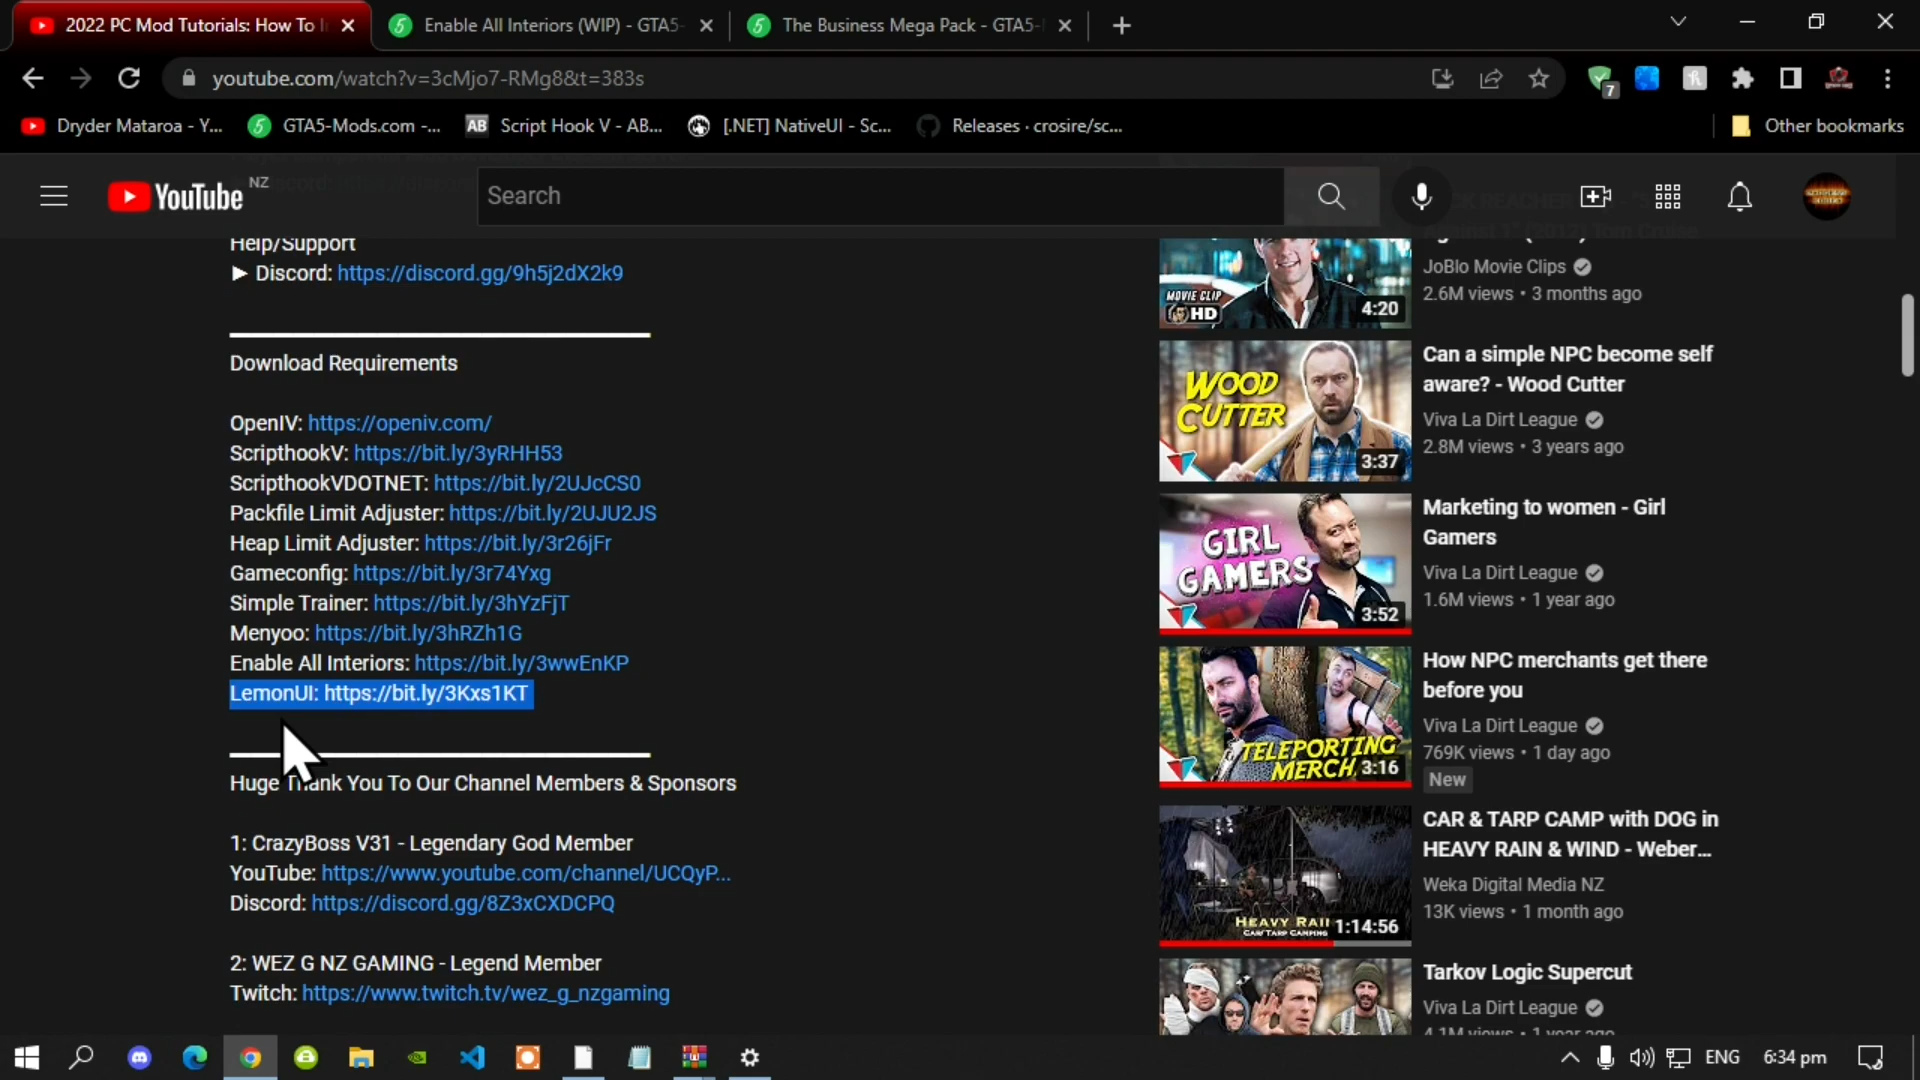 2022 PC Mod Tutorials: How To I
Enable All Interiors (WIP) - GTA5-
The Business Mega Pack - GTA5-
youtube.com/watch?v=3cMjo7-RMg8&t=383s
7
Dryder Mataroa - Y...
GTA5-Mods.com -...
AB Script Hook V - AB...
[.NET] NativeUI - Sc...
Releases · crosire/sc...
Other bookmarks
YouTube NZ
Search
Help/Support
► Discord: https://discord.gg/9h5j2dX2k9
Download Requirements
OpenIV: https://openiv.com/
ScripthookV: https://bit.ly/3yRHH53
ScripthookVDOTNET: https://bit.ly/2UJcCS0
Packfile Limit Adjuster: https://bit.ly/2UJU2JS
Heap Limit Adjuster: https://bit.ly/3r26jFr
Gameconfig: https://bit.ly/3r74Yxg
Simple Trainer: https://bit.ly/3hYzFjT
Menyoo: https://bit.ly/3hRZh1G
Enable All Interiors: https://bit.ly/3wwEnKP
LemonUI: https://bit.ly/3Kxs1KT
Huge Thank You To Our Channel Members & Sponsors
1: CrazyBoss V31 - Legendary God Member
YouTube: https://www.youtube.com/channel/UCQyP...
Discord: https://discord.gg/8Z3xCXDCPQ
2: WEZ G NZ GAMING - Legend Member
Twitch: https://www.twitch.tv/wez_g_nzgaming
MOVIE CLIP
HD
4:20
JoBlo Movie Clips
2.6M views • 3 months ago
WOOD
CUTTER
3:37
Can a simple NPC become self
aware? - Wood Cutter
Viva La Dirt League
2.8M views • 3 years ago
GIRL
GAMERS
3:52
Marketing to women - Girl
Gamers
Viva La Dirt League
1.6M views • 1 year ago
TELEPORTING
MERCH
3:16
How NPC merchants get there
before you
Viva La Dirt League
769K views • 1 day ago
New
HEAVY RAI
CAR/TARP CAMPING
1:14:56
CAR & TARP CAMP with DOG in
HEAVY RAIN & WIND - Weber...
Weka Digital Media NZ
13K views • 1 month ago
Tarkov Logic Supercut
Viva La Dirt League
4.1M views • 1 year ago
ENG
6:34 pm